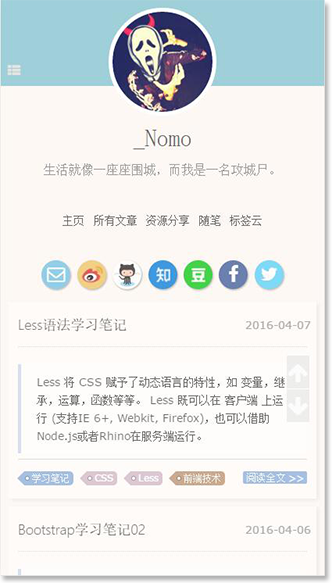 _Nomo
生活就像一座座围城，而我是一名攻城尸。
主页 所有文章 资源分享 随笔 标签云
知 豆 f
Less语法学习笔记 2016-04-07
Less 将 CSS 赋予了动态语言的特性，如 变量，继
承，运算，函数等等。 Less 既可以在 客户端 上运
行 (支持IE 6+, Webkit, Firefox)，也可以借助
Node.js或者Rhino在服务端运行。
学习笔记 CSS Less 前端技术 阅读全文 >>
Bootstrap学习笔记02 2016-04-06